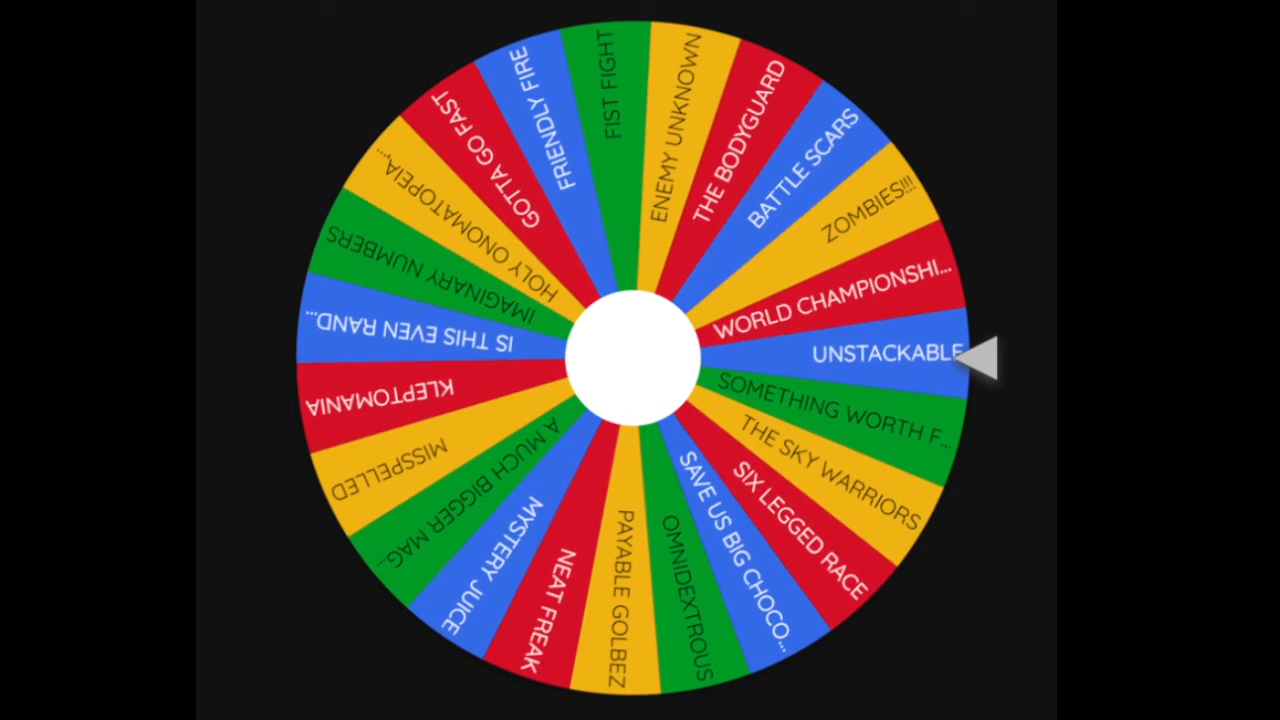 FIST FIGHT
ENEMY UNKNOWN
THE BODYGUARD
BATTLE SCARS
ZOMBIES!!!
WORLD CHAMPIONSHI...
UNSTACKABLE
SOMETHING WORTH F...
THE SKY WARRIORS
SIX LEGGED RACE
SAVE US BIG CHOCO...
OMNIDEXTROUS
PAYABLE GOLBEZ
NEAT FREAK
MYSTERY JUICE
A MUCH BIGGER MAG...
MISSPELLED
KLEPTOMANIA
IS THIS EVEN RAND...
IMAGINARY NUMBERS
HOLY ONOMATOPEIA,...
GOTTA GO FAST
FRIENDLY FIRE